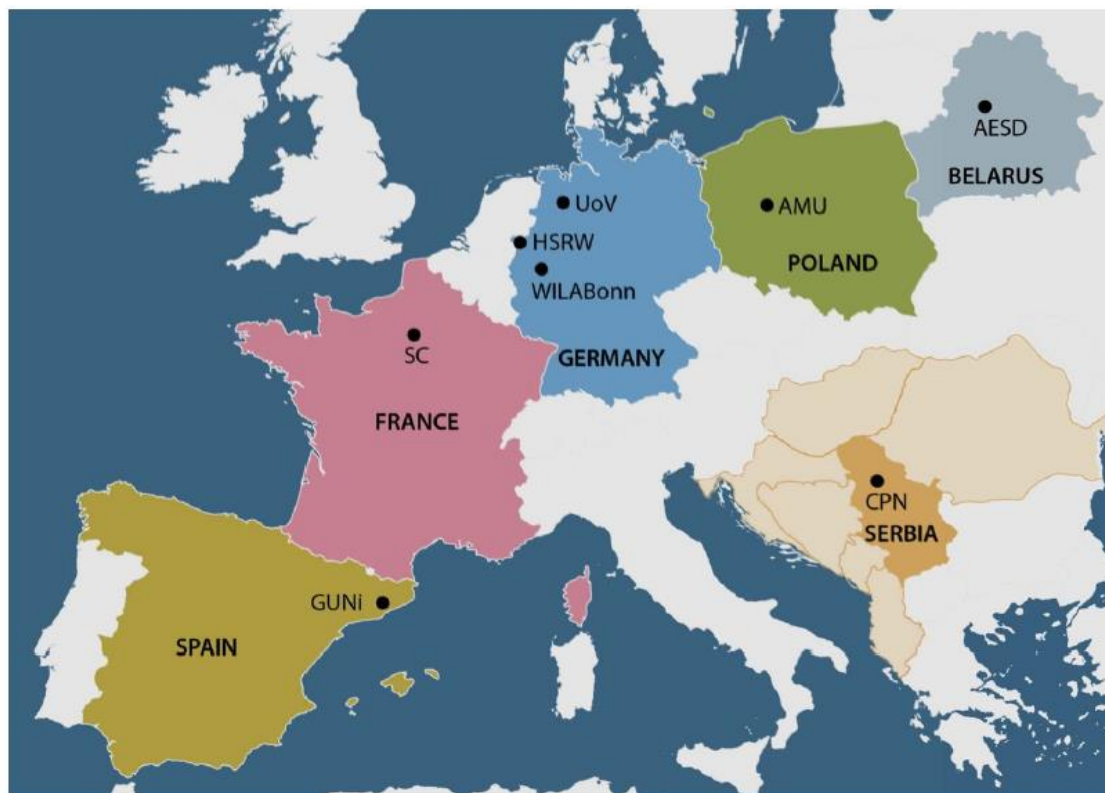 AESD
BELARUS
UoV
AMU
HSRW
POLAND
WILABonn
SC
GERMANY
FRANCE
CPN
SERBIA
GUNi
SPAIN